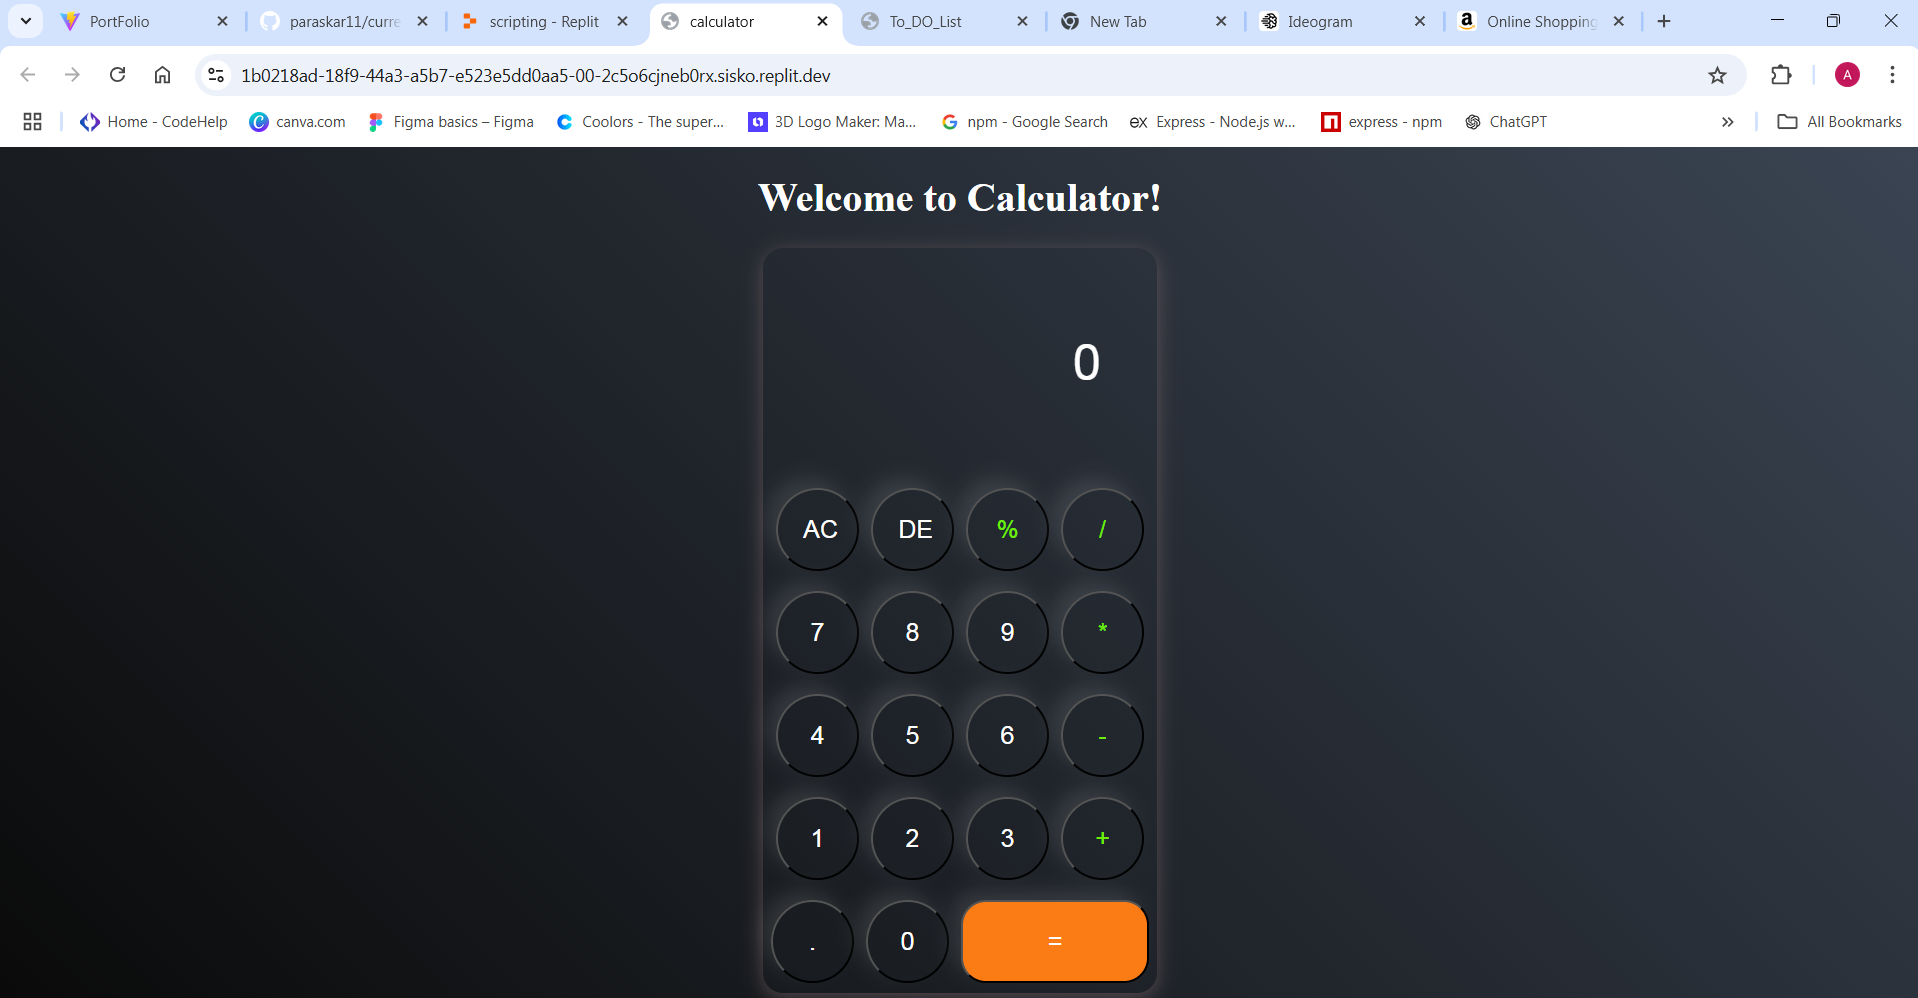 PortFolio
paraskar11/curre
scripting - Replit
calculator
To_DO_List
New Tab
Ideogram
Online Shopping
1b0218ad-18f9-44a3-a5b7-e523e5dd0aa5-00-2c5o6cjneb0rx.sisko.replit.dev
A
Home - CodeHelp
canva.com
Figma basics – Figma
Coolors - The super...
3D Logo Maker: Ma...
npm - Google Search
Express - Node.js w...
express - npm
ChatGPT
All Bookmarks
Welcome to Calculator!
0
AC DE % /
7 8 9 *
4 5 6 -
1 2 3 +
. 0 =